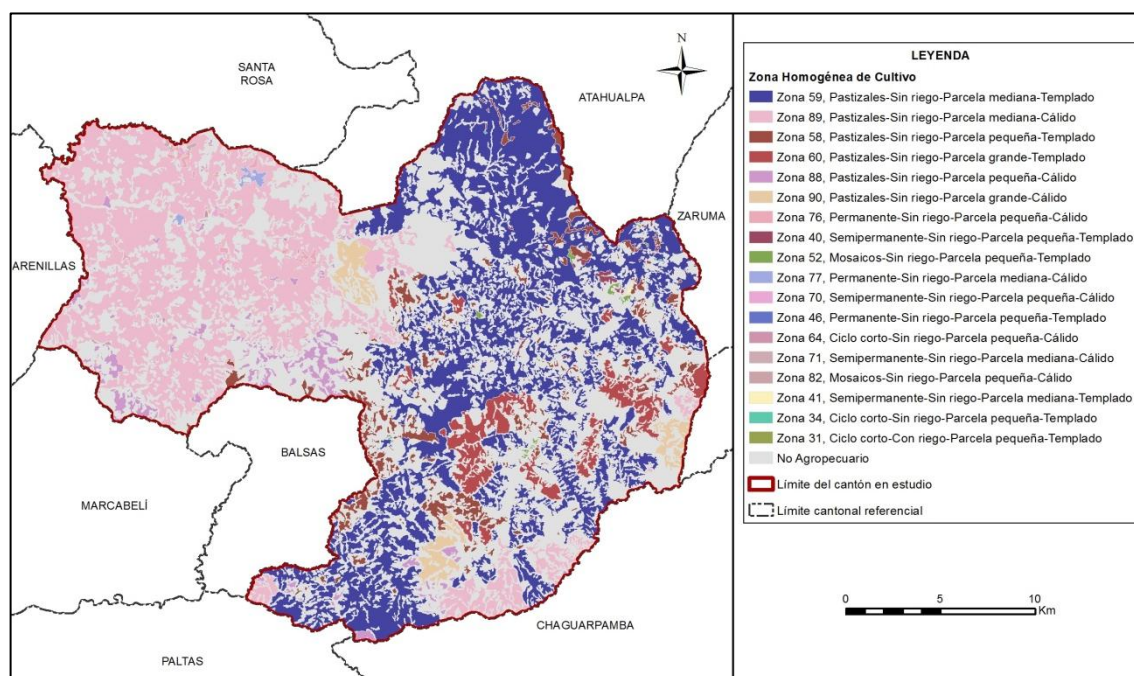 N
SANTA
ROSA
ATAHUALPA
ZARUMA
ARENILLAS
BALSAS
MARCABELÍ
CHAGUARPAMBA
PALTAS
LEYENDA
Zona Homogénea de Cultivo
Zona 59, Pastizales-Sin riego-Parcela mediana-Templado
Zona 89, Pastizales-Sin riego-Parcela mediana-Cálido
Zona 58, Pastizales-Sin riego-Parcela pequeña-Templado
Zona 60, Pastizales-Sin riego-Parcela grande-Templado
Zona 88, Pastizales-Sin riego-Parcela pequeña-Cálido
Zona 90, Pastizales-Sin riego-Parcela grande-Cálido
Zona 76, Permanente-Sin riego-Parcela pequeña-Cálido
Zona 40, Semipermanente-Sin riego-Parcela pequeña-Templado
Zona 52, Mosaicos-Sin riego-Parcela pequeña-Templado
Zona 77, Permanente-Sin riego-Parcela mediana-Cálido
Zona 70, Semipermanente-Sin riego-Parcela pequeña-Cálido
Zona 46, Permanente-Sin riego-Parcela pequeña-Templado
Zona 64, Ciclo corto-Sin riego-Parcela pequeña-Cálido
Zona 71, Semipermanente-Sin riego-Parcela mediana-Cálido
Zona 82, Mosaicos-Sin riego-Parcela pequeña-Cálido
Zona 41, Semipermanente-Sin riego-Parcela mediana-Templado
Zona 34, Ciclo corto-Sin riego-Parcela pequeña-Templado
Zona 31, Ciclo corto-Con riego-Parcela pequeña-Templado
No Agropecuario
Límite del cantón en estudio
Límite cantonal referencial
0 5 10
Km